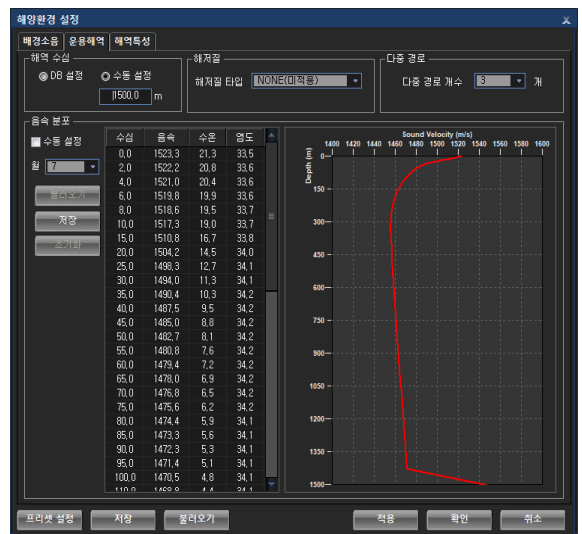 해양환경 설정 X
배경소음 운용해역 해역특성
해역 수심
DB 설정 수동 설정
1500,0 m
해저질
해저질 타입 NONE(미적용)
다중 경로
다중 경로 개수 3 개
음속 분포
수동 설정
월 7
불러오기
저장
초기화
수심 음속 수온 염도
0,0 1523,3 21,3 33,5
2,0 1522,2 20,8 33,6
4,0 1521,0 20,4 33,6
6,0 1519,8 19,9 33,6
8,0 1518,6 19,5 33,7
10,0 1517,3 19,0 33,7
15,0 1510,8 16,7 33,8
20,0 1504,2 14,5 34,0
25,0 1498,3 12,7 34,1
30,0 1494,0 11,3 34,1
35,0 1490,4 10,3 34,2
40,0 1487,5 9,5 34,2
45,0 1485,0 8,8 34,2
50,0 1482,7 8,1 34,2
55,0 1480,8 7,6 34,2
60,0 1479,4 7,2 34,2
65,0 1478,0 6,9 34,2
70,0 1476,8 6,5 34,2
75,0 1475,6 6,2 34,2
80,0 1474,4 5,9 34,1
85,0 1473,3 5,6 34,1
90,0 1472,3 5,3 34,1
95,0 1471,4 5,1 34,1
100,0 1470,5 4,8 34,1
Sound Velocity (m/s)
1400 1420 1440 1460 1480 1500 1520 1540 1560 1580 1600
Depth (m)
0
150
300
450
600
750
900
1050
1200
1350
1500
프리셋 설정 저장 불러오기 적용 확인 취소